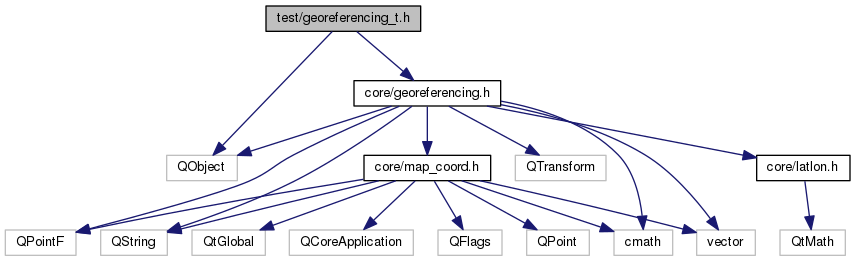 test/georeferencing_t.h
core/georeferencing.h
QObject
core/map_coord.h
QTransform
core/latlon.h
QPointF
QString
QtGlobal
QCoreApplication
QFlags
QPoint
cmath
vector
QtMath